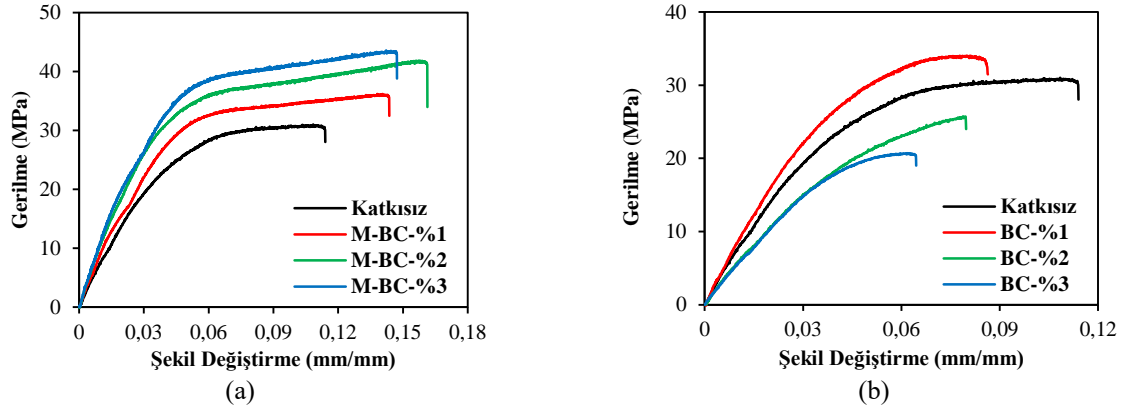 50
40
30
20
10
0
Gerilme (MPa)
Katkısız
M-BC-%1
M-BC-%2
M-BC-%3
0 0,03 0,06 0,09 0,12 0,15 0,18
Şekil Değiştirme (mm/mm)
(a)
40
30
20
10
0
Gerilme (MPa)
Katkısız
BC-%1
BC-%2
BC-%3
0 0,03 0,06 0,09 0,12
Şekil Değiştirme (mm/mm)
(b)